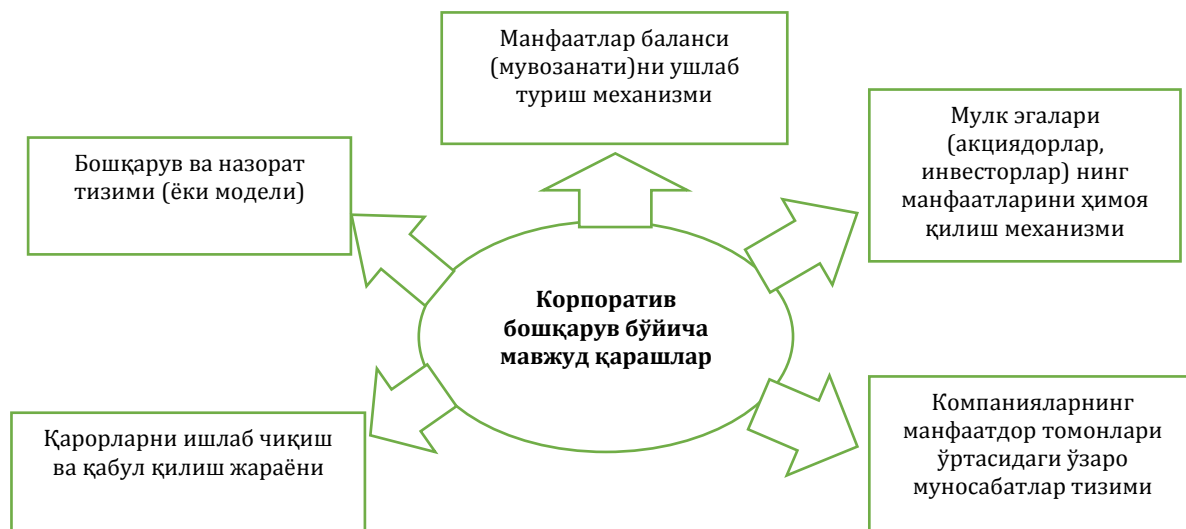 Манфаатлар баланси
(мувозанати)ни ушлаб
туриш механизми
Бошқарув ва назорат
тизими (ёки модели)
Мулк эгалари
(акциядорлар,
инвесторлар) нинг
манфаатларини ҳимоя
қилиш механизми
Корпоратив
бошқарув бўйича
мавжуд қарашлар
Қарорларни ишлаб чиқиш
ва қабул қилиш жараёни
Компанияларнинг
манфаатдор томонлари
ўртасидаги ўзаро
муносабатлар тизими